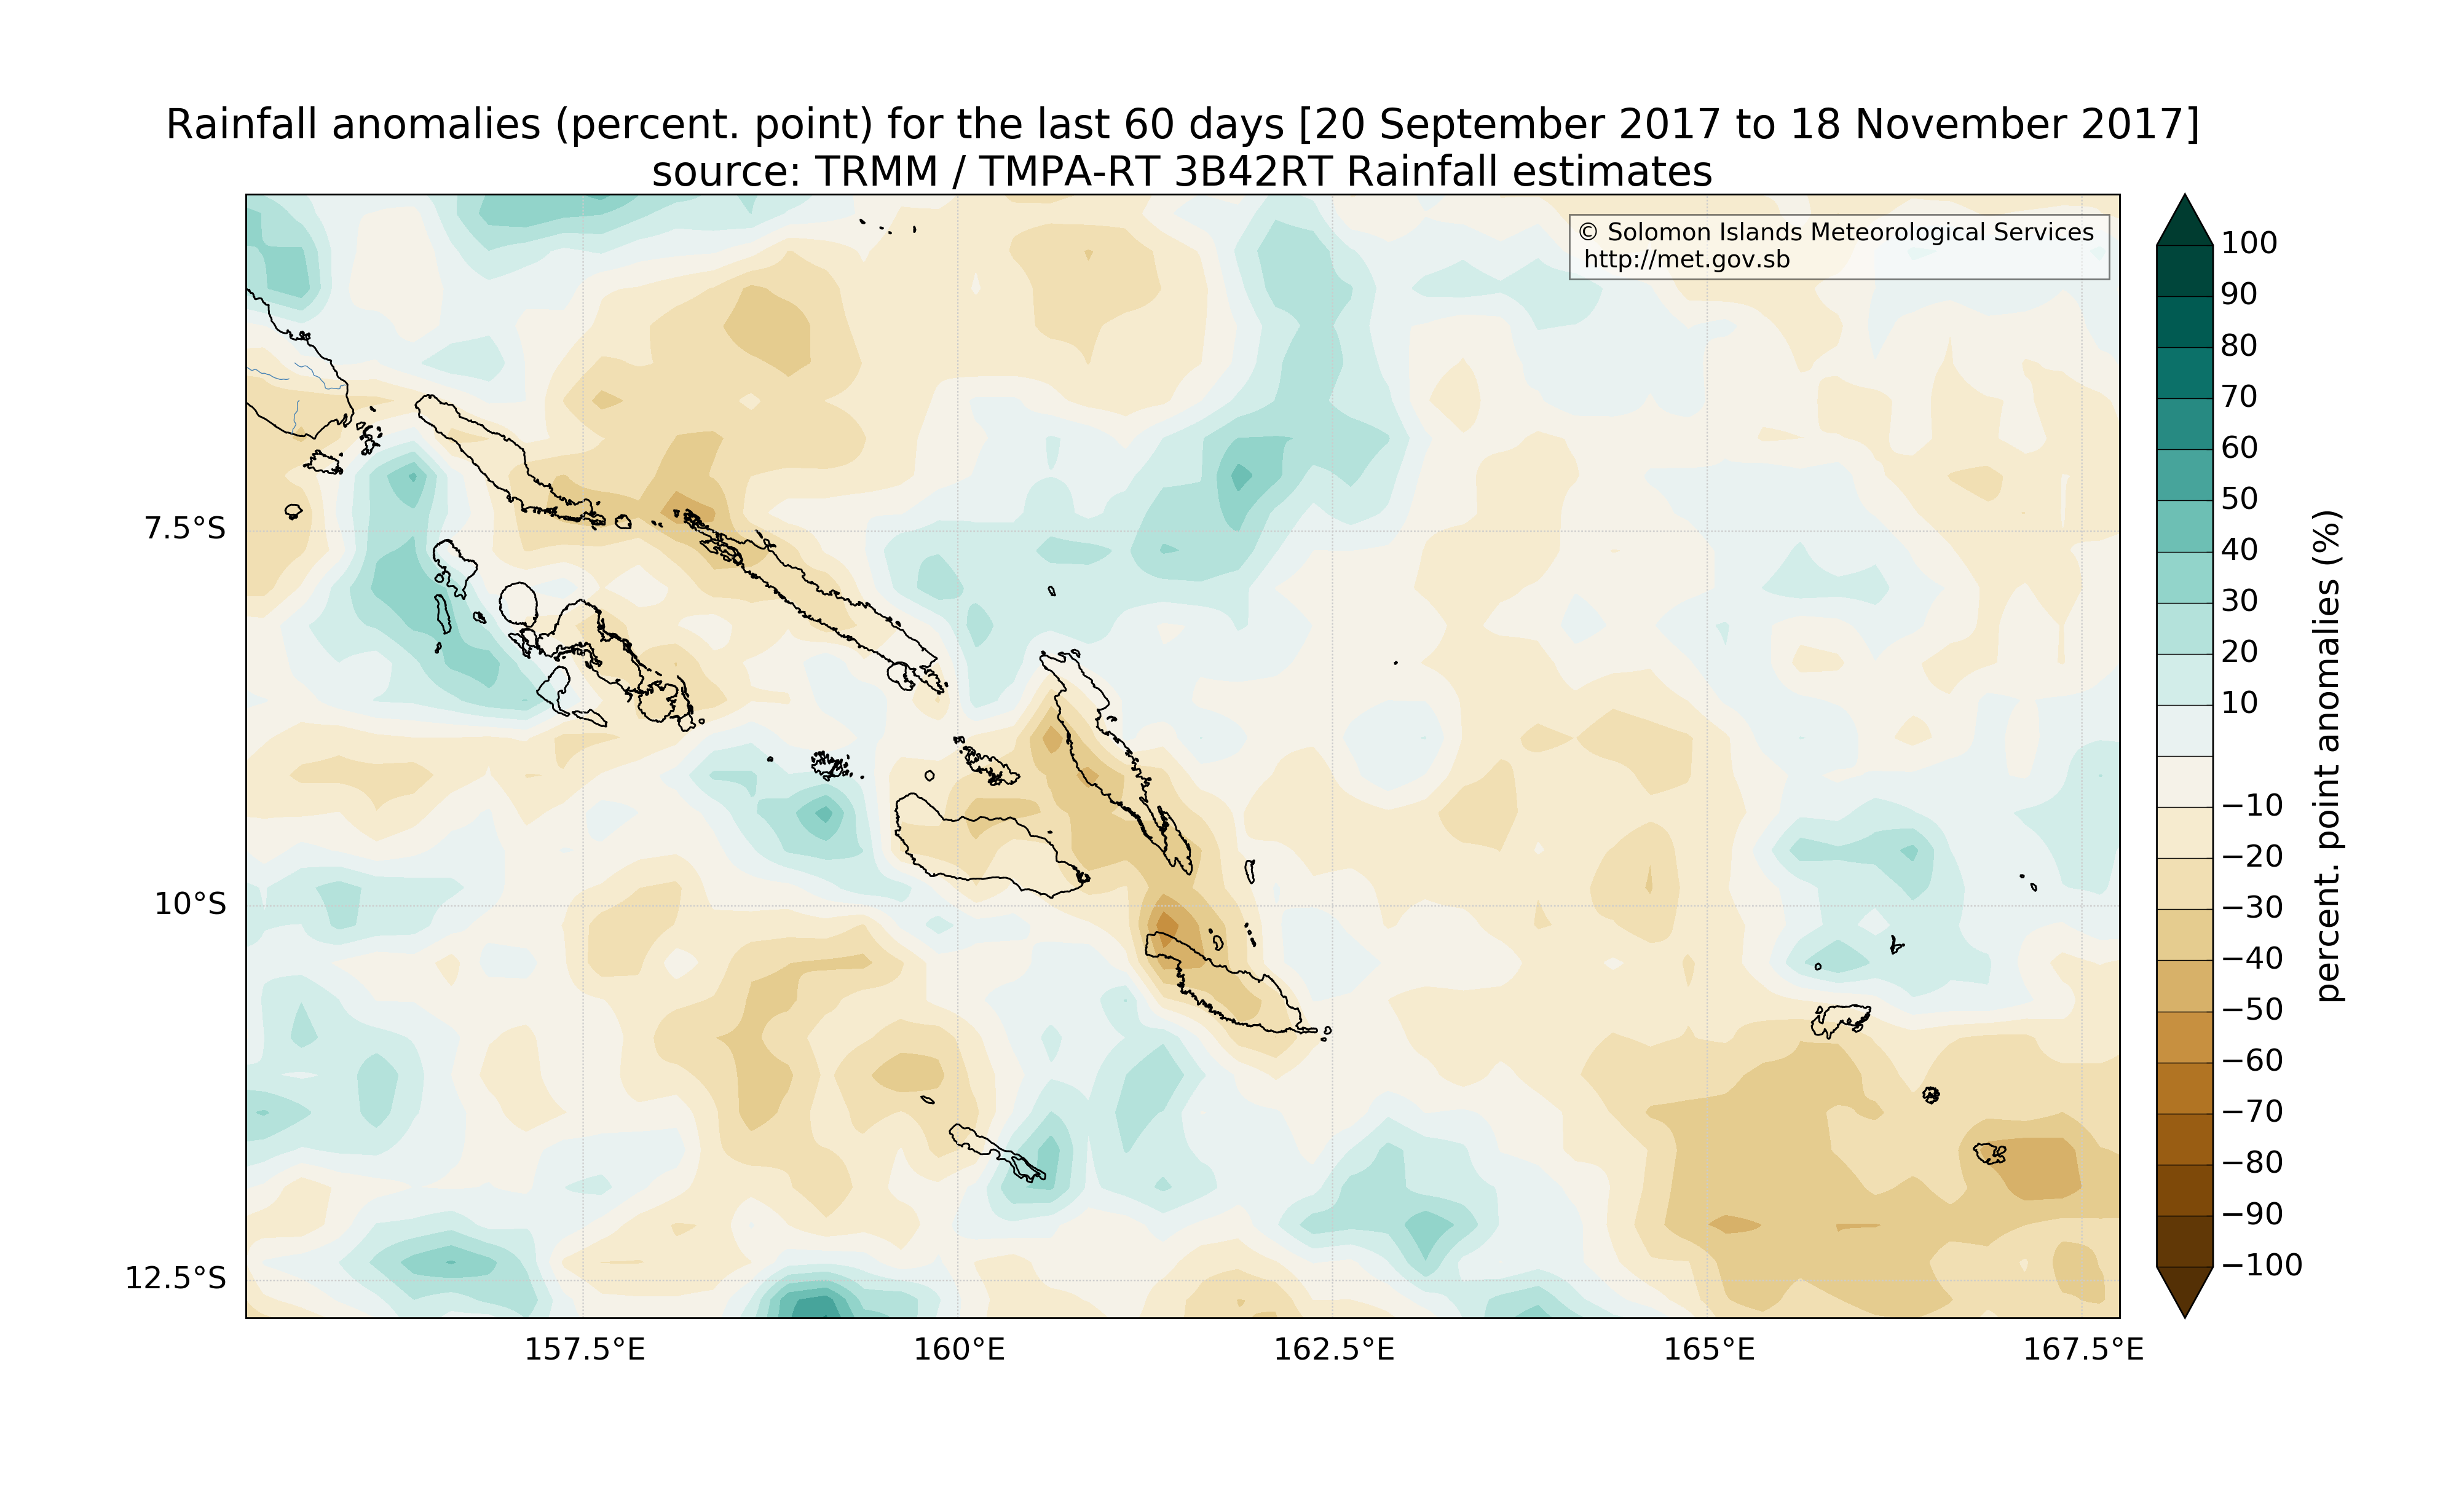 Rainfall anomalies (percent. point) for the last 60 days [20 September 2017 to 18 November 2017]
source: TRMM / TMPA-RT 3B42RT Rainfall estimates
© Solomon Islands Meteorological Services
http://met.gov.sb
7.5°S
10°S
12.5°S
157.5°E
160°E
162.5°E
165°E
167.5°E
100
90
80
70
60
50
40
30
20
10
−10
−20
−30
−40
−50
−60
−70
−80
−90
−100
percent. point anomalies (%)